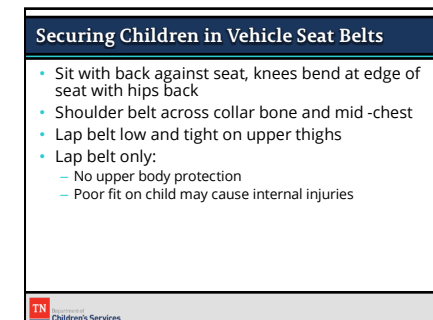 Securing Children in Vehicle Seat Belts
• Sit with back against seat, knees bend at edge of
seat with hips back
• Shoulder belt across collar bone and mid -chest
• Lap belt low and tight on upper thighs
• Lap belt only:
– No upper body protection
– Poor fit on child may cause internal injuries
TN
Department of
Children's Services